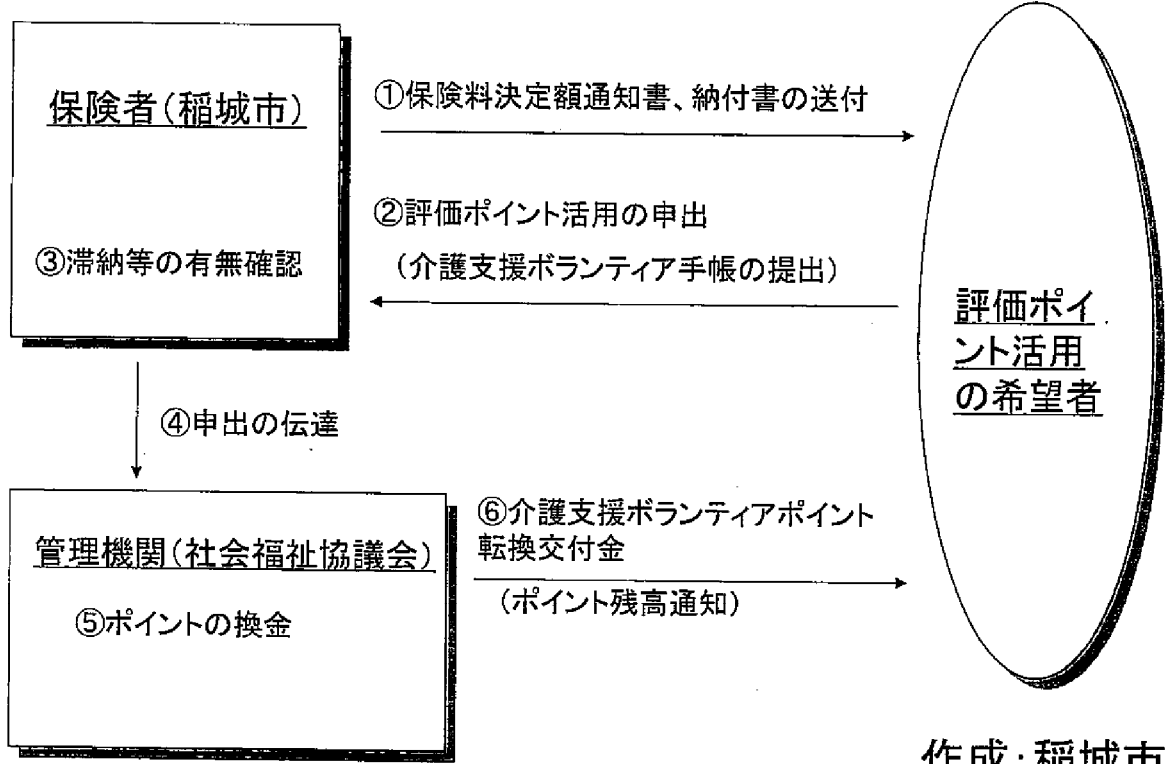 保険者(稲城市)
①保険料決定額通知書、納付書の送付
②評価ポイント活用の申出
(介護支援ボランティア手帳の提出)
③滞納等の有無確認
評価ポイ
ント活用
の希望者
④申出の伝達
管理機関(社会福祉協議会)
⑤ポイントの換金
⑥介護支援ボランティアポイント
転換交付金
(ポイント残高通知)
作成:稲城市